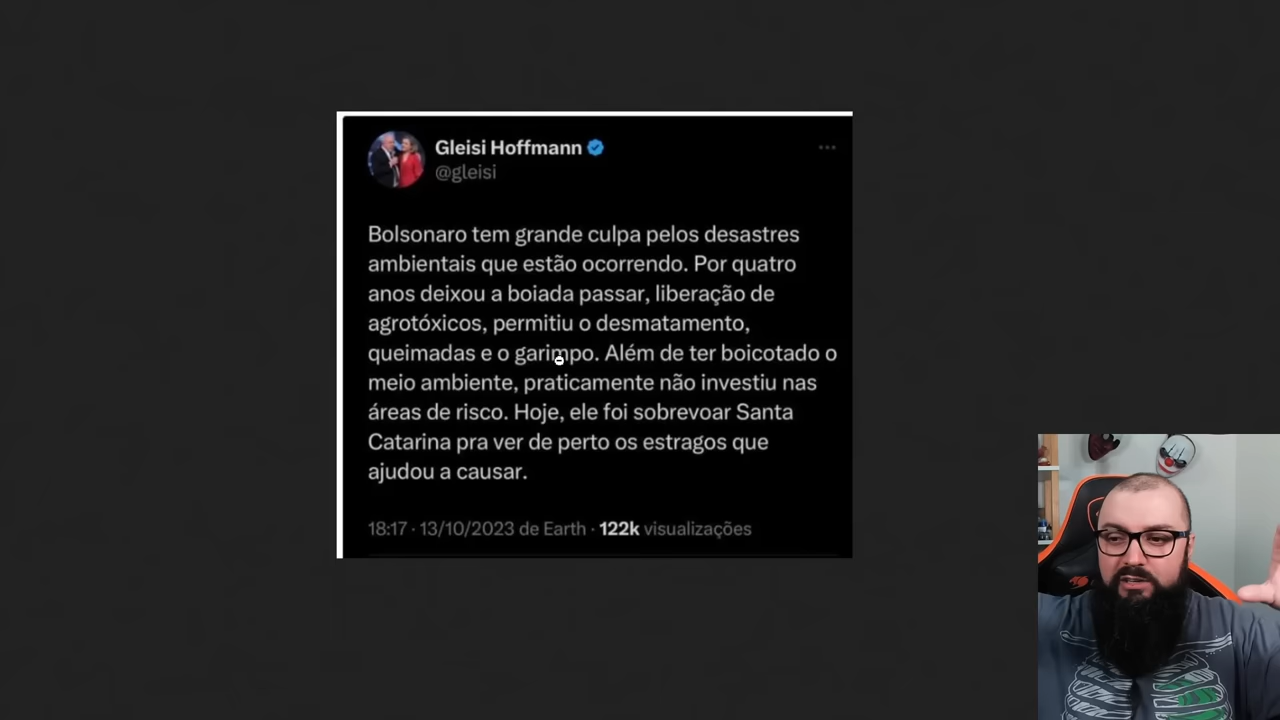 Gleisi Hoffmann
@gleisi
Bolsonaro tem grande culpa pelos desastres
ambientais que estão ocorrendo. Por quatro
anos deixou a boiada passar, liberação de
agrotóxicos, permitiu o desmatamento,
queimadas e o garimpo. Além de ter boicotado o
meio ambiente, praticamente não investiu nas
áreas de risco. Hoje, ele foi sobrevoar Santa
Catarina pra ver de perto os estragos que
ajudou a causar.
18:17 · 13/10/2023 de Earth · 122k visualizações